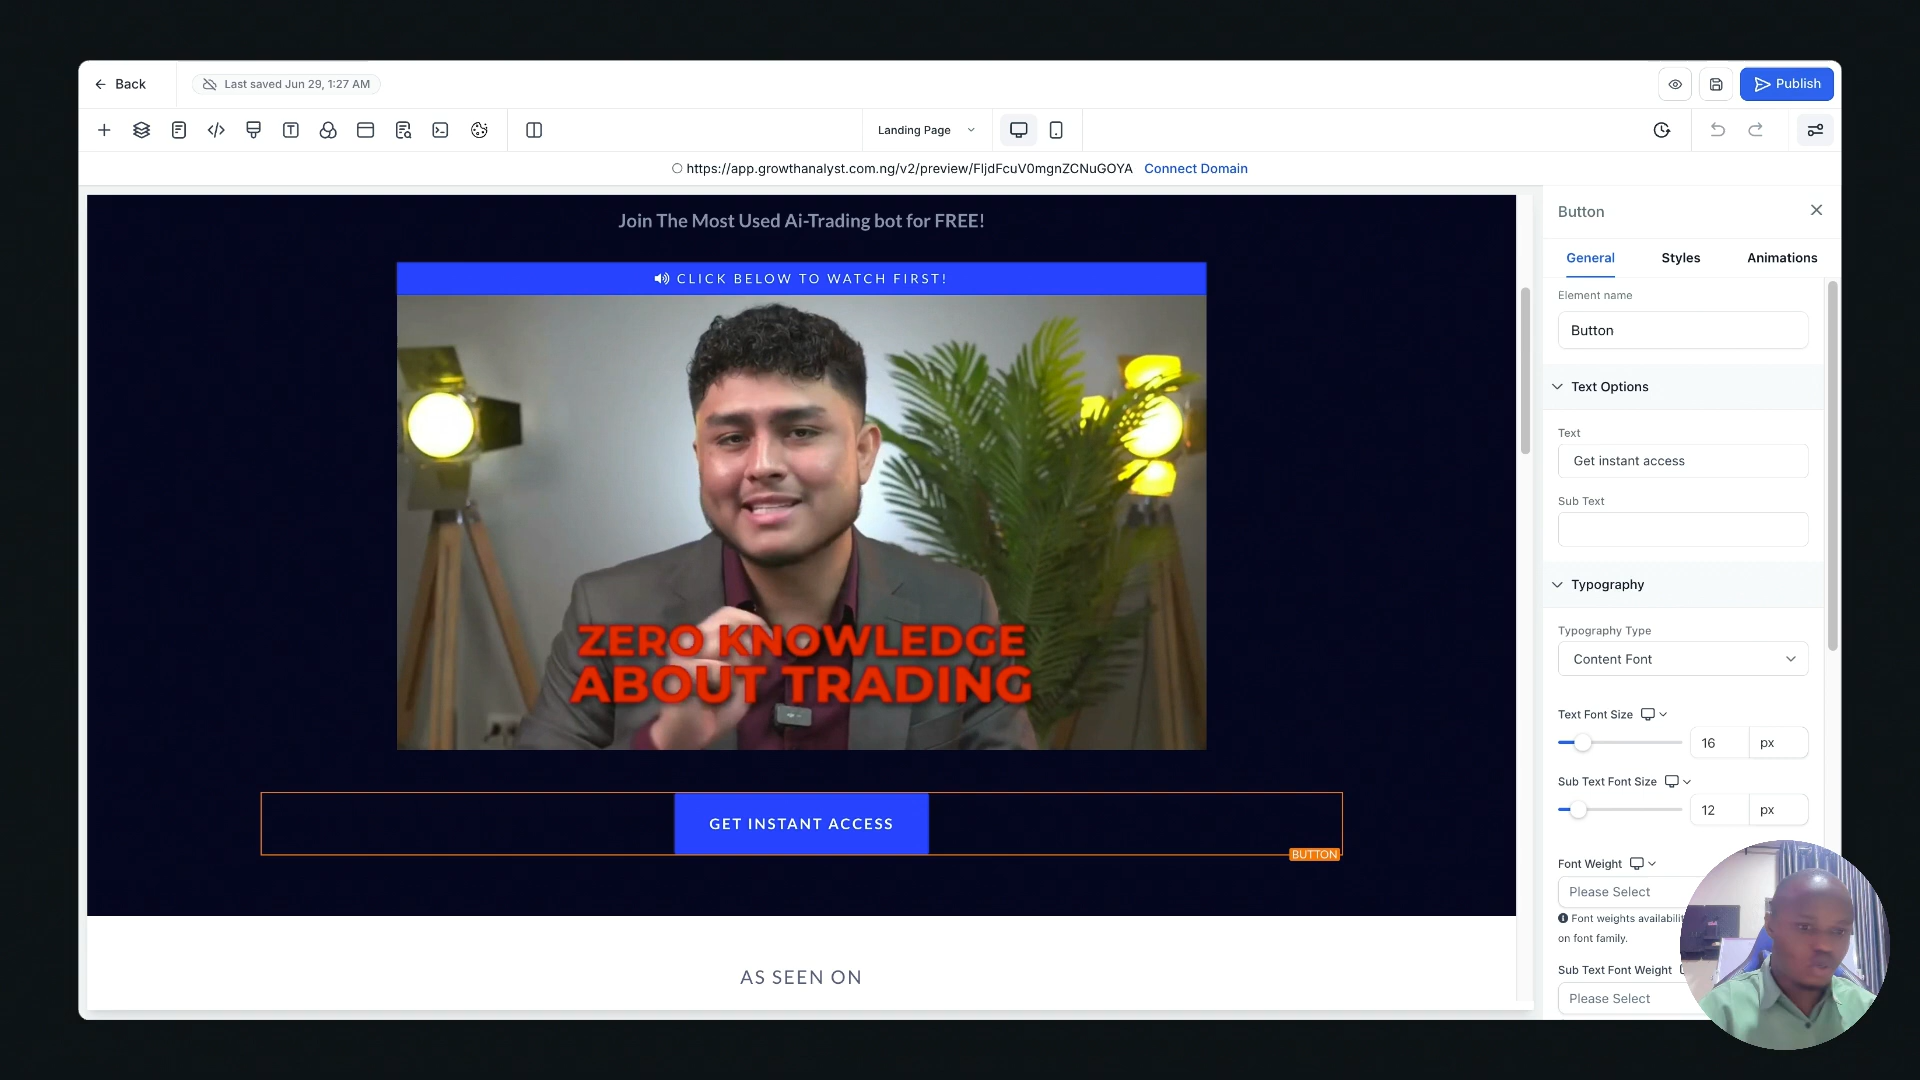 Back
Last saved Jun 29, 1:27 AM
Publish
Landing Page
https://app.growthanalyst.com.ng/v2/preview/FljdFcuV0mgnZCNuGOYA Connect Domain
Join The Most Used Ai-Trading bot for FREE!
CLICK BELOW TO WATCH FIRST!
ZERO KNOWLEDGE
ABOUT TRADING
GET INSTANT ACCESS
BUTTON
AS SEEN ON
Button
General Styles Animations
Element name
Button
Text Options
Text
Get instant access
Sub Text
Typography
Typography Type
Content Font
Text Font Size
16 px
Sub Text Font Size
12 px
Font Weight
Please Select
Font weights
on font family.
Sub Text Font Weight
Please Select